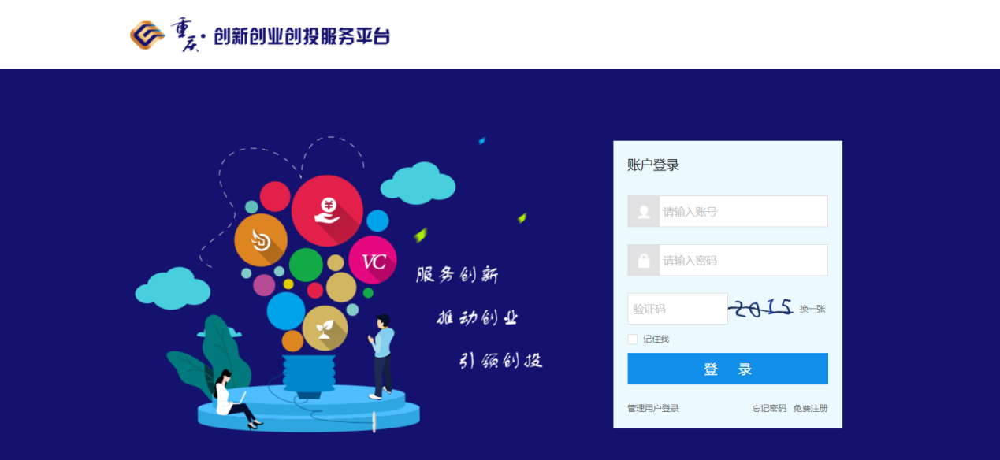 重庆·创新创业创投服务平台
账户登录
请输入账号
请输入密码
验证码
2015
换一张
记住我
登 录
管理用户登录 忘记密码 免费注册
¥
VC
服务创新
推动创业
引领创投